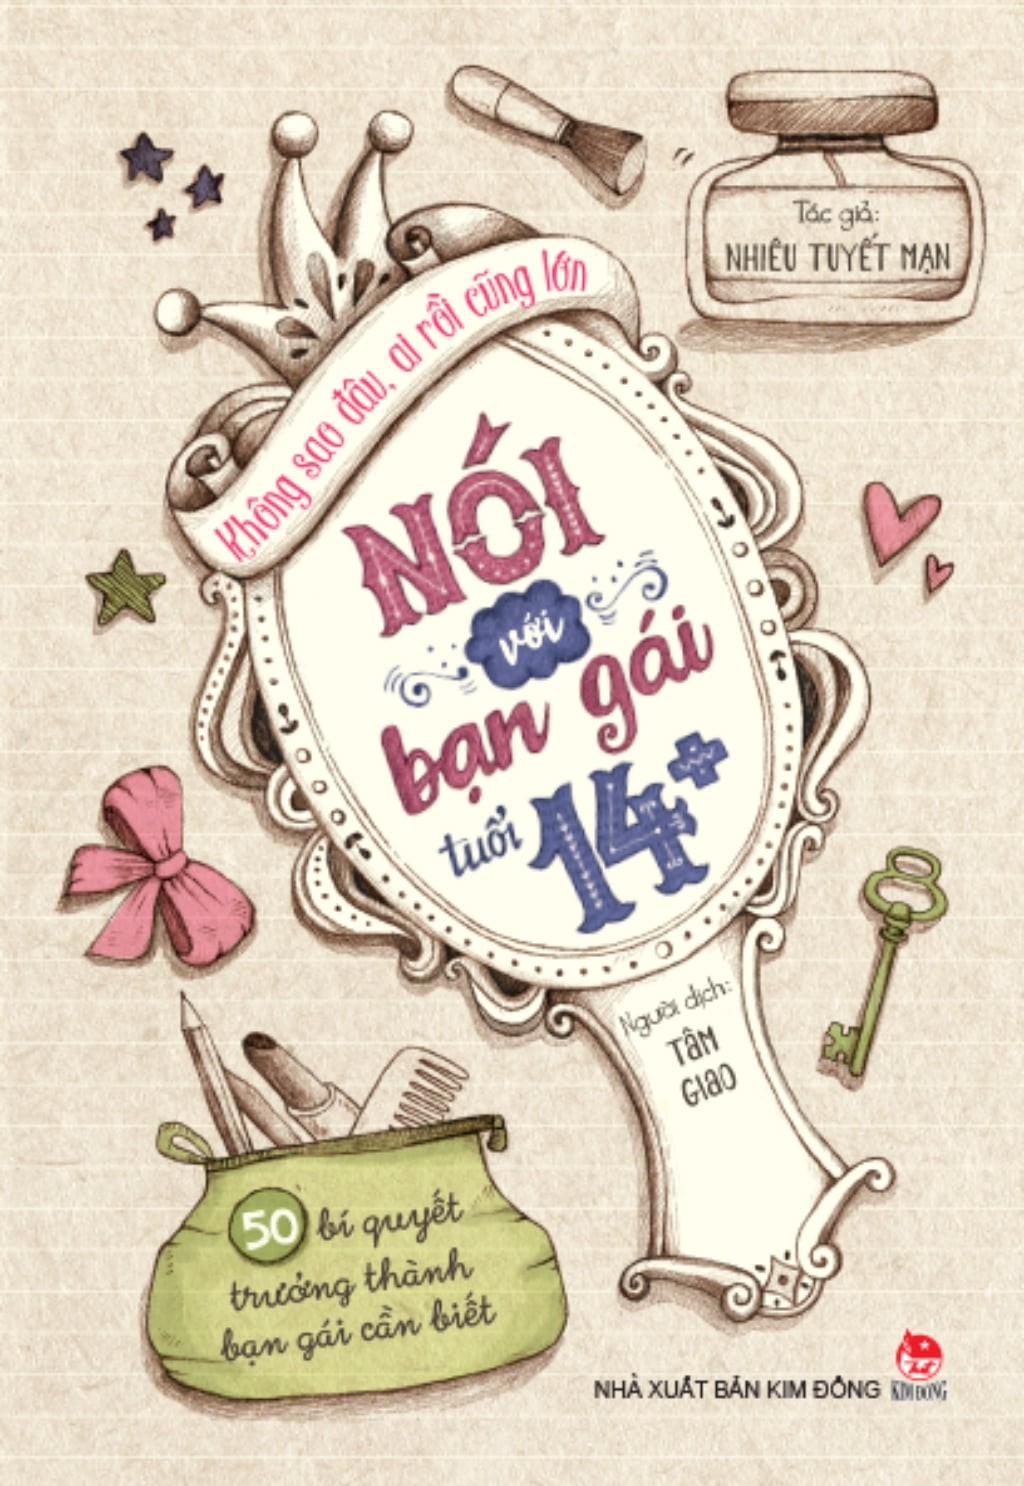 Tác giả:
NHIÊU TUYẾT MẠN
Không sao đâu, ai rồi cũng lớn
NÓI
với
bạn gái
tuổi 14+
Người dịch:
TÂM
GIAO
50 bí quyết
trưởng thành
bạn gái cần biết
NHÀ XUẤT BẢN KIM ĐỒNG
KIM ĐỒNG